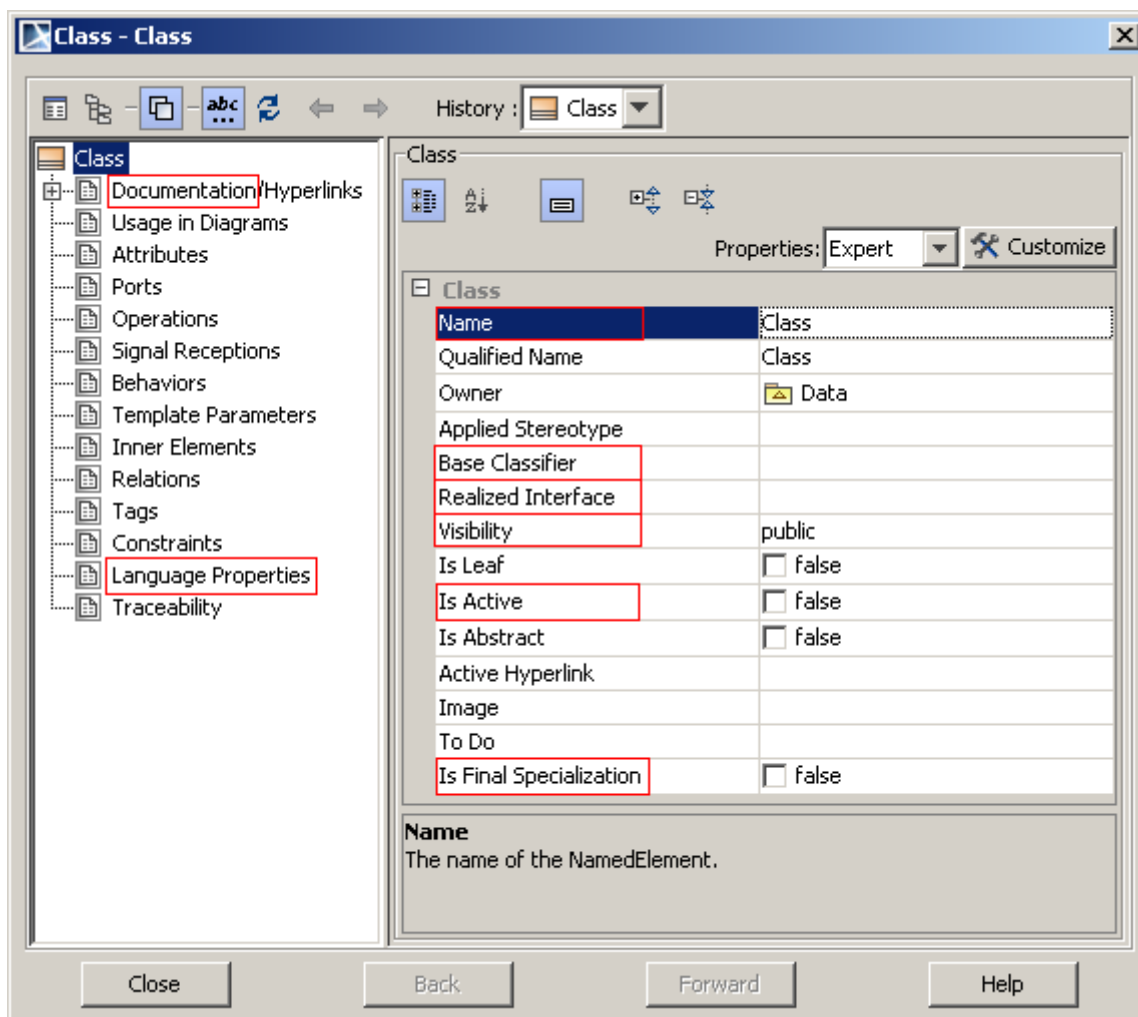 Class - Class
abc
...
History : Class
Class
Documentation/Hyperlinks
Usage in Diagrams
Attributes
Ports
Operations
Signal Receptions
Behaviors
Template Parameters
Inner Elements
Relations
Tags
Constraints
Language Properties
Traceability
Class
A
Z
Properties: Expert Customize
Class
Name Class
Qualified Name Class
Owner Data
Applied Stereotype
Base Classifier
Realized Interface
Visibility public
Is Leaf false
Is Active false
Is Abstract false
Active Hyperlink
Image
To Do
Is Final Specialization false
Name
The name of the NamedElement.
Close Back Forward Help